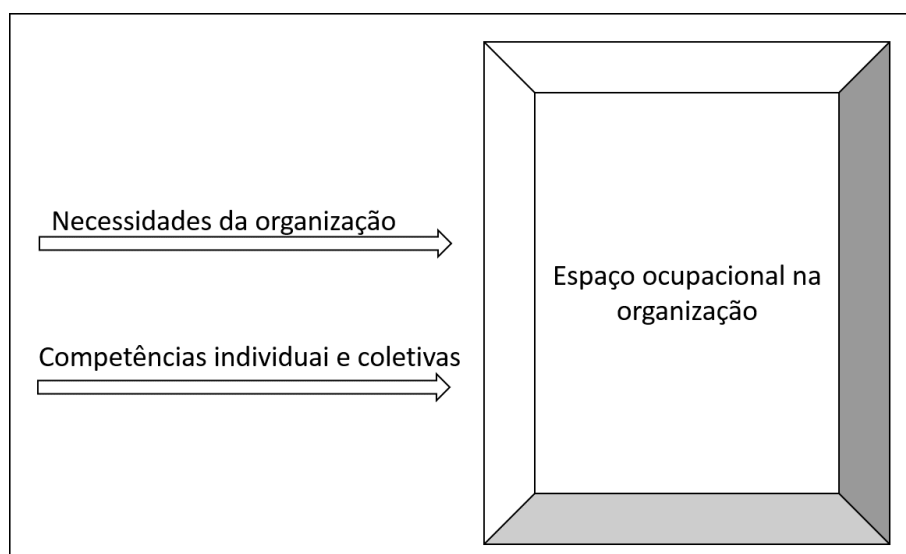 Necessidades da organização
Competências individuai e coletivas
Espaço ocupacional na
organização